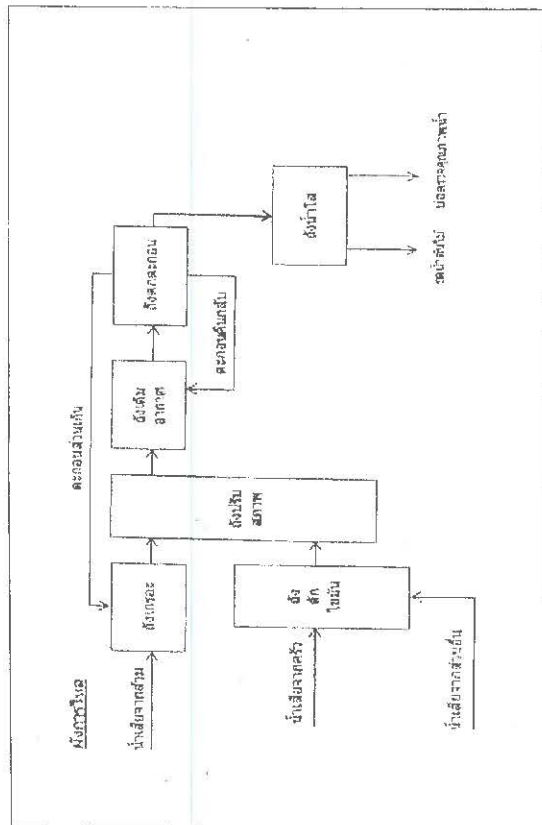 ผังการไหล
ตะกอนส่วนเกิน
น้ำเสียจากส้วม
ถังเกรอะ
ถังปรับ
สภาพ
ถังเติม
อากาศ
ถังตกตะกอน
ตะกอนคืนกลับ
น้ำเสียจากครัว
ถัง
ดัก
ไขมัน
น้ำเสียจากส่วนอื่น
ถังน้ำใส
รดน้ำต้นไม้
บ่อตรวจคุณภาพน้ำ